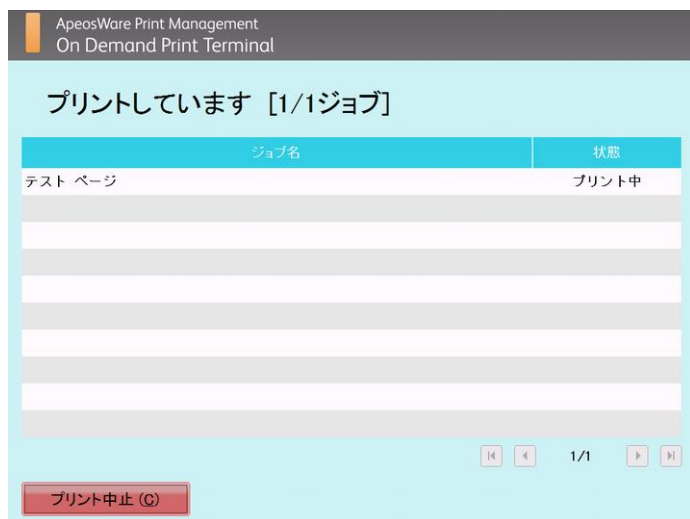 ApeosWare Print Management
On Demand Print Terminal
プリントしています [1/1ジョブ]
ジョブ名 状態
テスト ページ プリント中
1/1
プリント中止 (C)